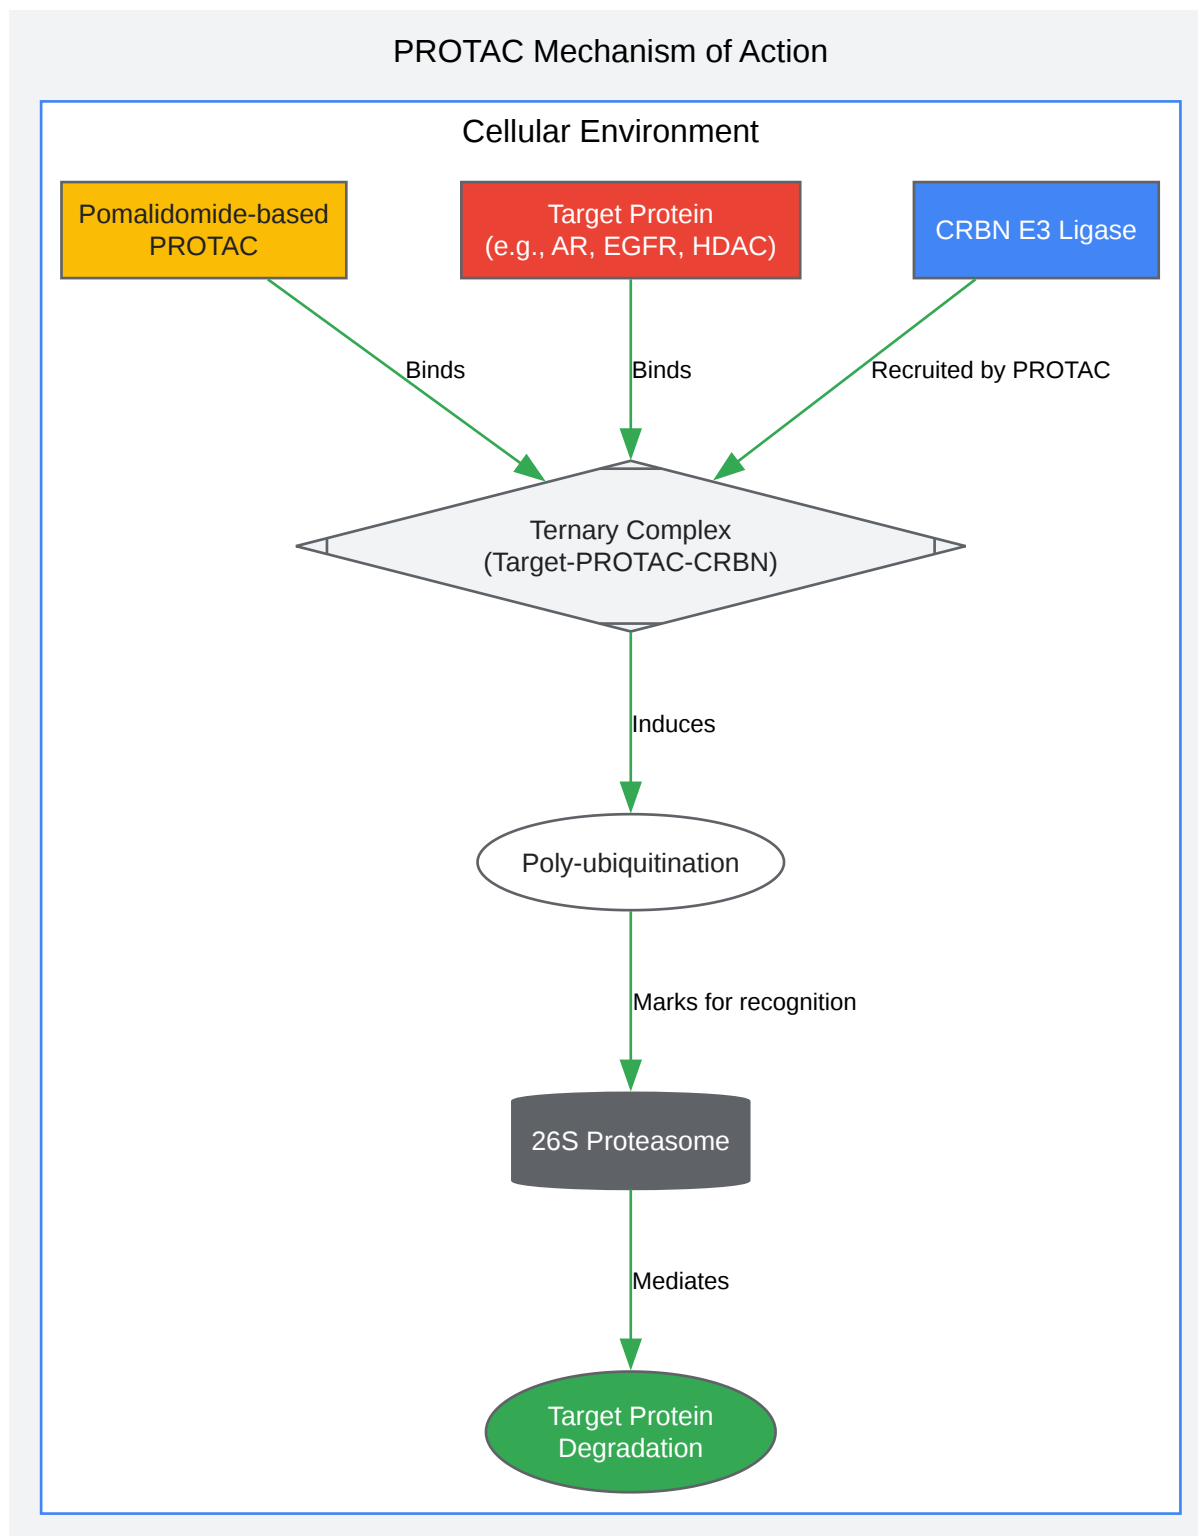 PROTAC Mechanism of Action
Cellular Environment
Pomalidomide-based
PROTAC
Target Protein
(e.g., AR, EGFR, HDAC)
CRBN E3 Ligase
Binds
Binds
Recruited by PROTAC
Ternary Complex
(Target-PROTAC-CRBN)
Induces
Poly-ubiquitination
Marks for recognition
26S Proteasome
Mediates
Target Protein
Degradation